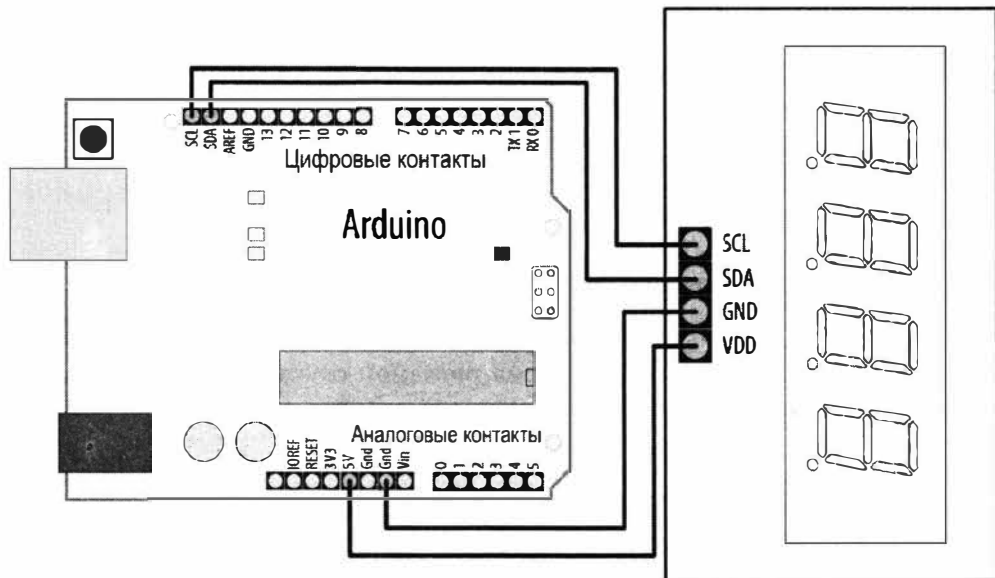 SCL SDA AREF GND 13 12 11 10 9 8 7 6 5 4 3 2 TX 1 RX 0
Цифровые контакты
Arduino
SCL
SDA
GND
VDD
Аналоговые контакты
IOREF RESET 3V3 5V Gnd Gnd Vin 0 1 2 3 4 5